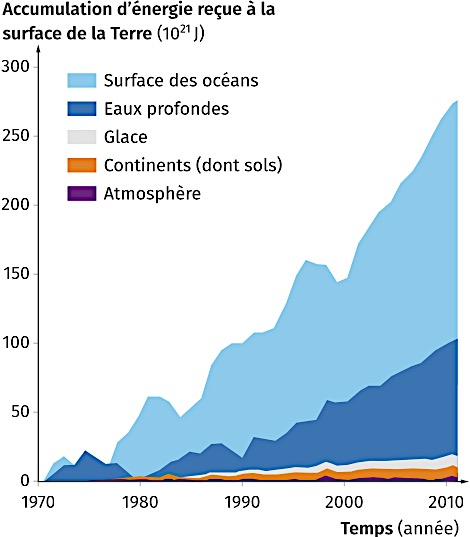 Accumulation d'énergie reçue à la
surface de la Terre (10²¹ J)
300
Surface des océans
Eaux profondes
250
Glace
Continents (dont sols)
Atmosphère
200
150
100
50
0
1970 1980 1990 2000 2010
Temps (année)